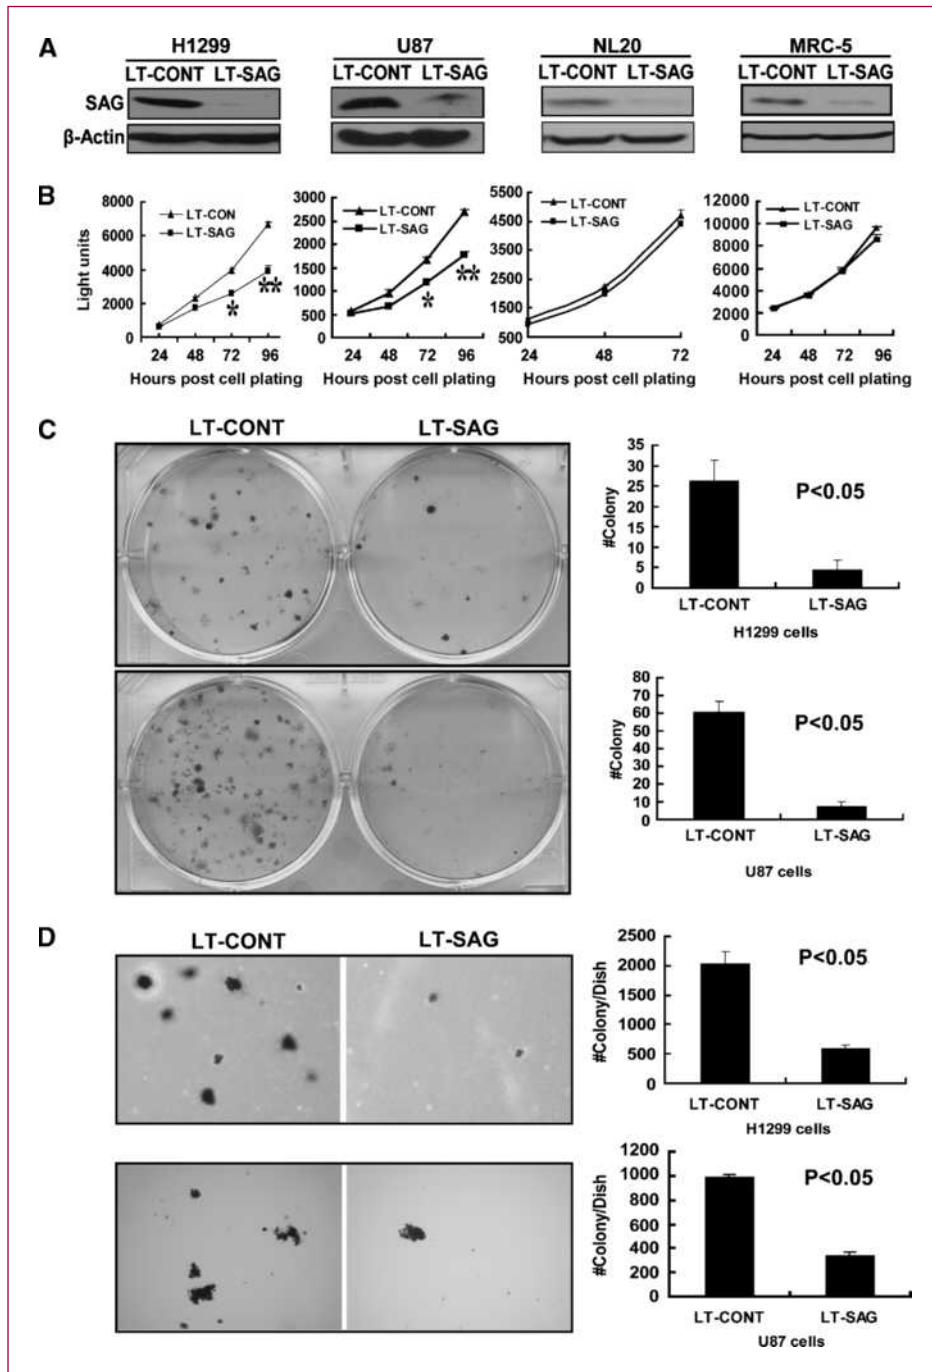 A
H1299
U87
NL20
MRC-5
LT-CONT LT-SAG
LT-CONT LT-SAG
LT-CONT LT-SAG
LT-CONT LT-SAG
SAG
β-Actin
B
Light units
8000
6000
4000
2000
0
LT-CON
LT-SAG
*
**
24 48 72 96
Hours post cell plating
3000
2500
2000
1500
1000
500
0
LT-CONT
LT-SAG
*
**
24 48 72 96
Hours post cell plating
5500
4500
3500
2500
1500
500
LT-CONT
LT-SAG
24 48 72
Hours post cell plating
12000
10000
8000
6000
4000
2000
0
LT-CONT
LT-SAG
24 48 72 96
Hours post cell plating
C
LT-CONT
LT-SAG
#Colony
35
30
25
20
15
10
5
0
P<0.05
LT-CONT LT-SAG
H1299 cells
#Colony
80
70
60
50
40
30
20
10
0
P<0.05
LT-CONT LT-SAG
U87 cells
D
LT-CONT
LT-SAG
#Colony/Dish
2500
2000
1500
1000
500
0
P<0.05
LT-CONT LT-SAG
H1299 cells
#Colony/Dish
1200
1000
800
600
400
200
0
P<0.05
LT-CONT LT-SAG
U87 cells